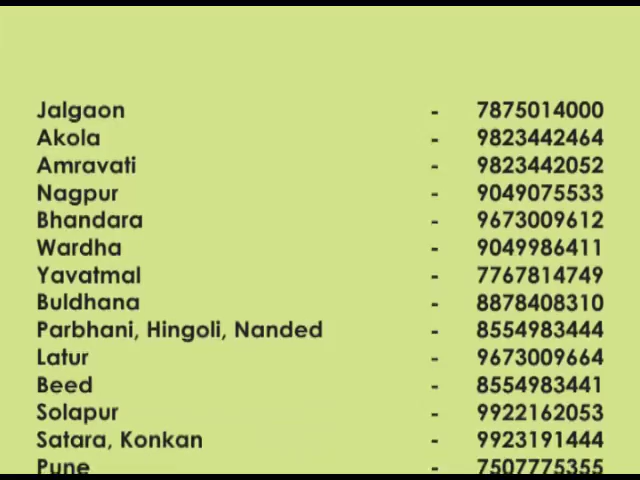 Jalgaon - 7875014000
Akola - 9823442464
Amravati - 9823442052
Nagpur - 9049075533
Bhandara - 9673009612
Wardha - 9049986411
Yavatmal - 7767814749
Buldhana - 8878408310
Parbhani, Hingoli, Nanded - 8554983444
Latur - 9673009664
Beed - 8554983441
Solapur - 9922162053
Satara, Konkan - 9923191444
Pune - 7507775355